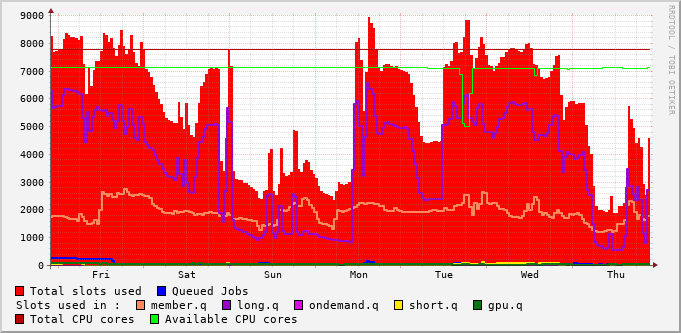 9000
8000
7000
6000
5000
4000
3000
2000
1000
0
Fri Sat Sun Mon Tue Wed Thu
RRDTOOL / TOBI OETIKER
Total slots used Queued Jobs
Slots used in : member.q long.q ondemand.q short.q gpu.q
Total CPU cores Available CPU cores